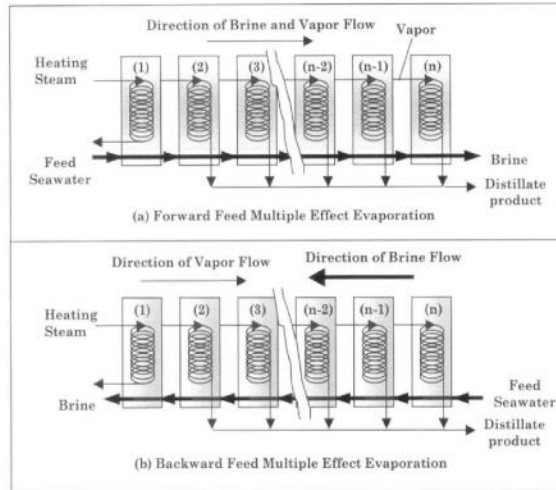 Direction of Brine and Vapor Flow
Vapor
Heating
Steam
(1)
(2)
(3)
(n-2)
(n-1)
(n)
Feed
Seawater
Brine
Distillate
product
(a) Forward Feed Multiple Effect Evaporation
Direction of Vapor Flow
Direction of Brine Flow
Heating
Steam
(1)
(2)
(3)
(n-2)
(n-1)
(n)
Brine
Feed
Seawater
Distillate
product
(b) Backward Feed Multiple Effect Evaporation